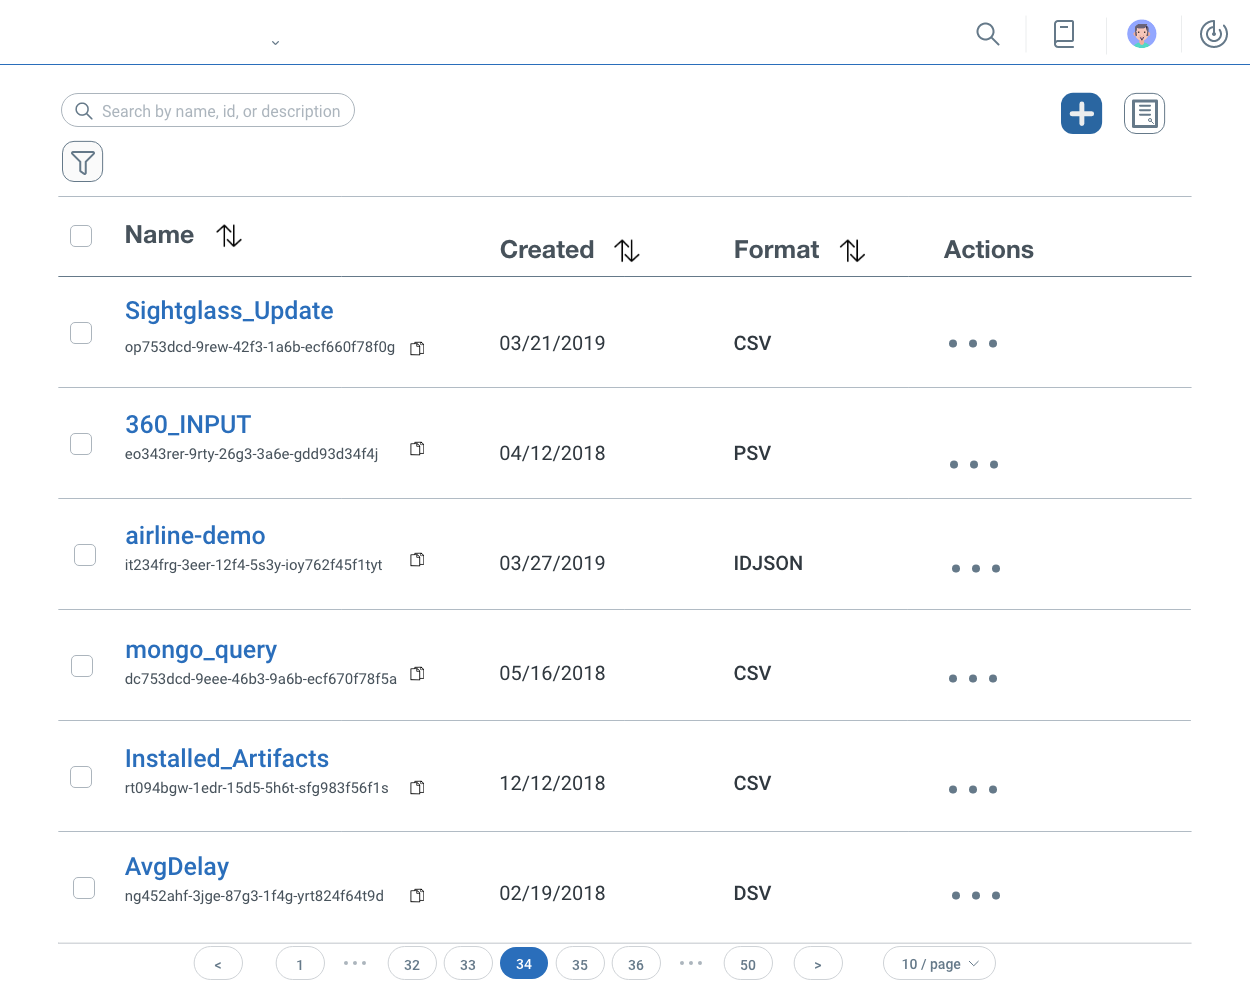 Search by name, id, or description
Name
Created Format Actions
Sightglass_Update
op753dcd-9rew-42f3-1a6b-ecf660f78f0g
03/21/2019 CSV
360_INPUT
eo343rer-9rty-26g3-3a6e-gdd93d34f4j
04/12/2018 PSV
airline-demo
it234frg-3eer-12f4-5s3y-ioy762f45f1tyt
03/27/2019 IDJSON
mongo_query
dc753dcd-9eee-46b3-9a6b-ecf670f78f5a
05/16/2018 CSV
Installed_Artifacts
rt094bgw-1edr-15d5-5h6t-sfg983f56f1s
12/12/2018 CSV
AvgDelay
ng452ahf-3jge-87g3-1f4g-yrt824f64t9d
02/19/2018 DSV
< 1 ••• 32 33 34 35 36 ••• 50 > 10 / page